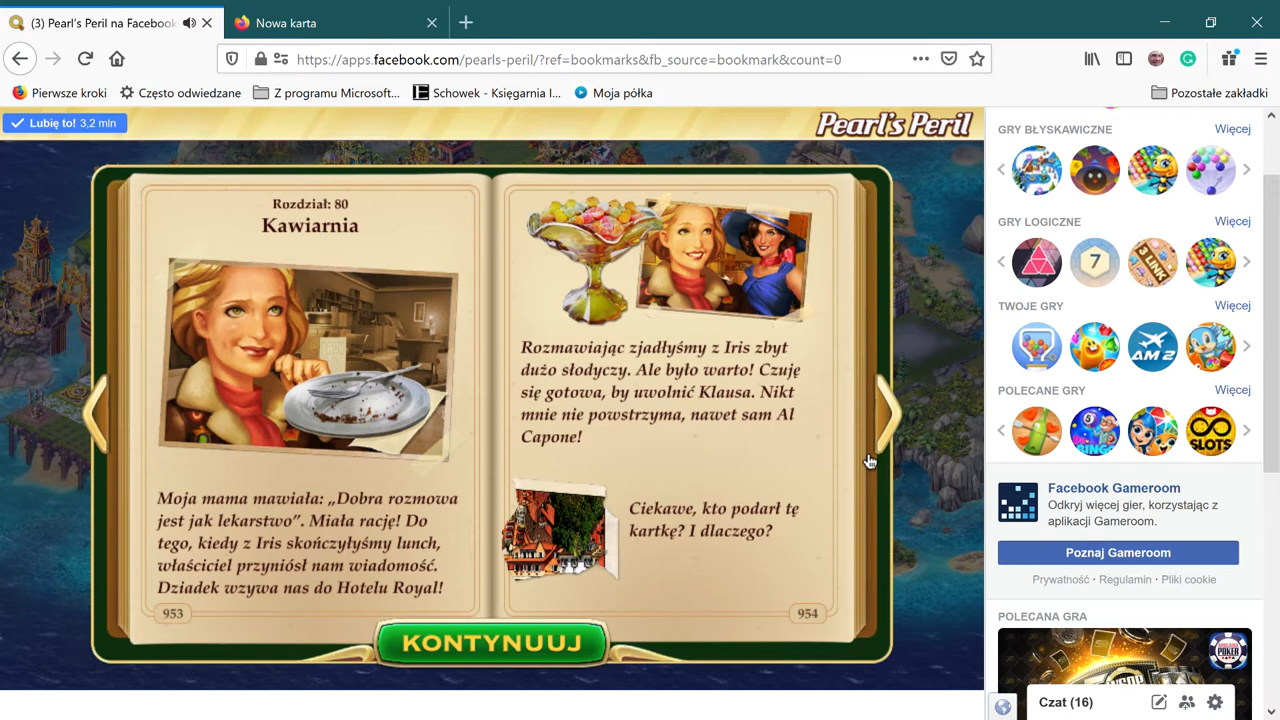 (3) Pearl's Peril na Facebook
Nowa karta
https://apps.facebook.com/pearls-peril/?ref=bookmarks&fb_source=bookmark&count=0
Pierwsze kroki
Często odwiedzane
Z programu Microsoft...
Schowek - Księgarnia I...
Moja półka
Pozostałe zakładki
Lubię to! 3,2 mln
Pearl's Peril
Rozdział: 80
Kawiarnia
Moja mama mawiała: „Dobra rozmowa
jest jak lekarstwo”. Miała rację! Do
tego, kiedy z Iris skończyłyśmy lunch,
właściciel przyniósł nam wiadomość.
Dziadek wzywa nas do Hotelu Royal!
953
Rozmawiając zjadłyśmy z Iris zbyt
dużo słodyczy. Ale było warto! Czuję
się gotowa, by uwolnić Klausa. Nikt
mnie nie powstrzyma, nawet sam Al
Capone!
Ciekawe, kto podarł tę
kartkę? I dlaczego?
954
KONTYNUUJ
GRY BŁYSKAWICZNE
Więcej
GRY LOGICZNE
Więcej
7
3 LINK
TWOJE GRY
Więcej
AM 2
POLECANE GRY
Więcej
BINGO
SLOTS
Facebook Gameroom
Odkryj więcej gier, korzystając z
aplikacji Gameroom.
Poznaj Gameroom
Prywatność · Regulamin · Pliki cookie
POLECANA GRA
POKER
Czat (16)